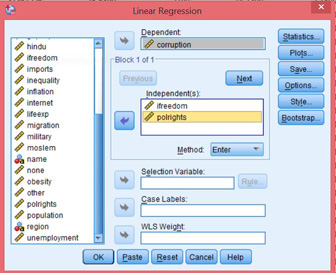 Linear Regression
hindu
ifreedom
imports
inequality
inflation
internet
lifeexp
migration
military
moslem
name
none
obesity
other
polrights
population
region
unemployment
Dependent:
corruption
Block 1 of 1
Previous
Next
Independent(s):
ifreedom
polrights
Method:
Enter
Selection Variable:
Rule...
Case Labels:
WLS Weight:
Statistics...
Plots...
Save...
Options...
Style...
Bootstrap...
OK
Paste
Reset
Cancel
Help